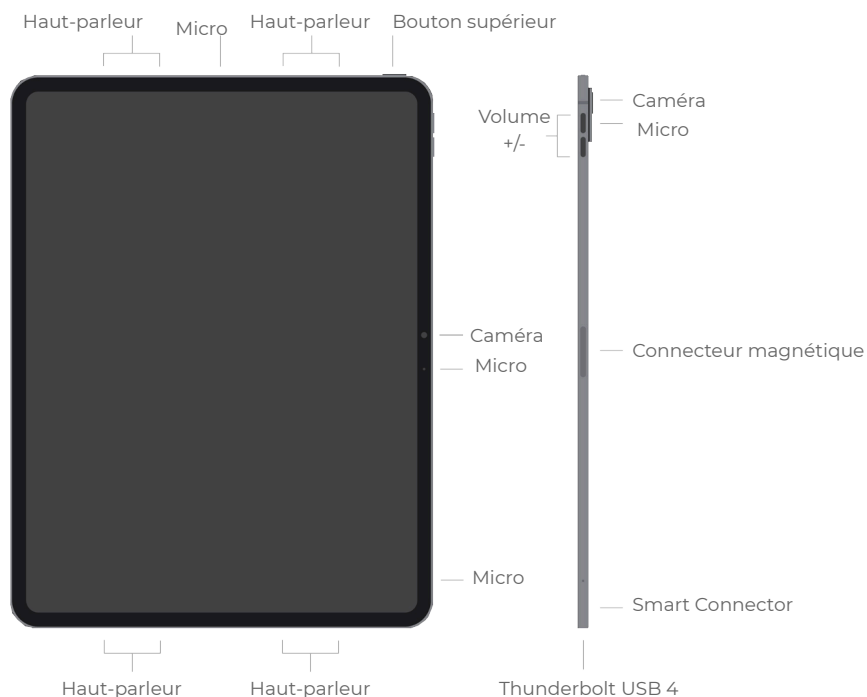 Haut-parleur
Micro
Haut-parleur
Bouton supérieur
Volume
+/-
Caméra
Micro
Caméra
Micro
Connecteur magnétique
Micro
Smart Connector
Haut-parleur
Haut-parleur
Thunderbolt USB 4